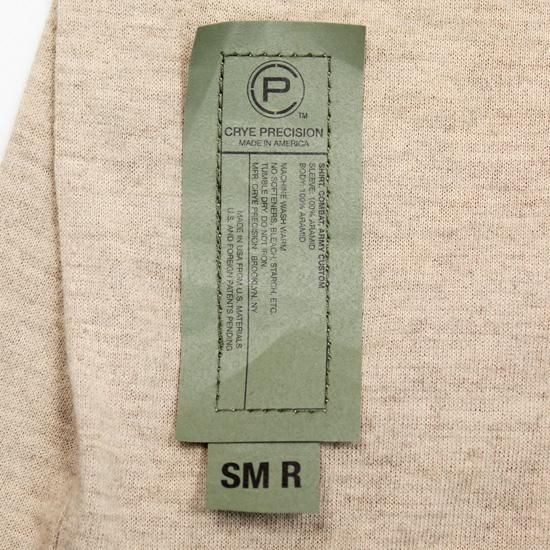 CP
™
CRYE PRECISION
MADE IN AMERICA
SHIRT, COMBAT, ARMY CUSTOM
SLEEVE: 100% ARAMID
BODY: 100% ARAMID
MACHINE WASH WARM
NO SOFTENERS, BLEACH, STARCH, ETC.
TUMBLE DRY, DO NOT IRON
MFR: CRYE PRECISION BROOKLYN, NY
MADE IN USA FROM U.S. MATERIALS
U.S. AND FOREIGN PATENTS PENDING
SM R